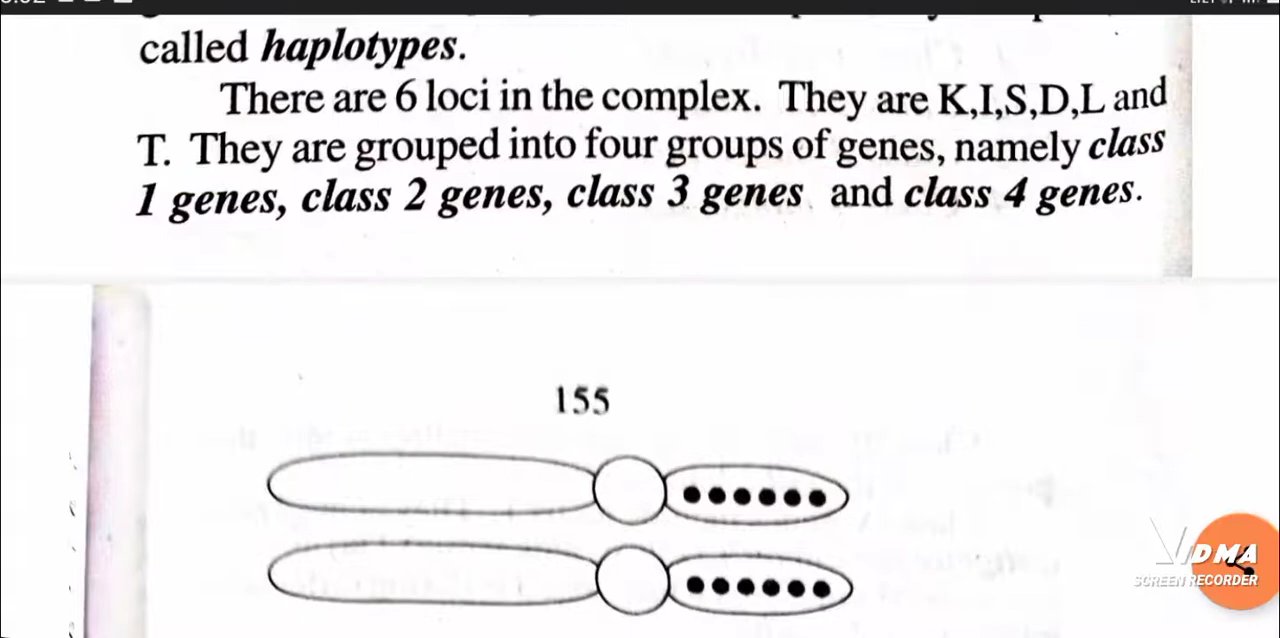 called haplotypes.
There are 6 loci in the complex. They are K,I,S,D,L and
T. They are grouped into four groups of genes, namely class
1 genes, class 2 genes, class 3 genes and class 4 genes.
155
VDMA
SCREEN RECORDER